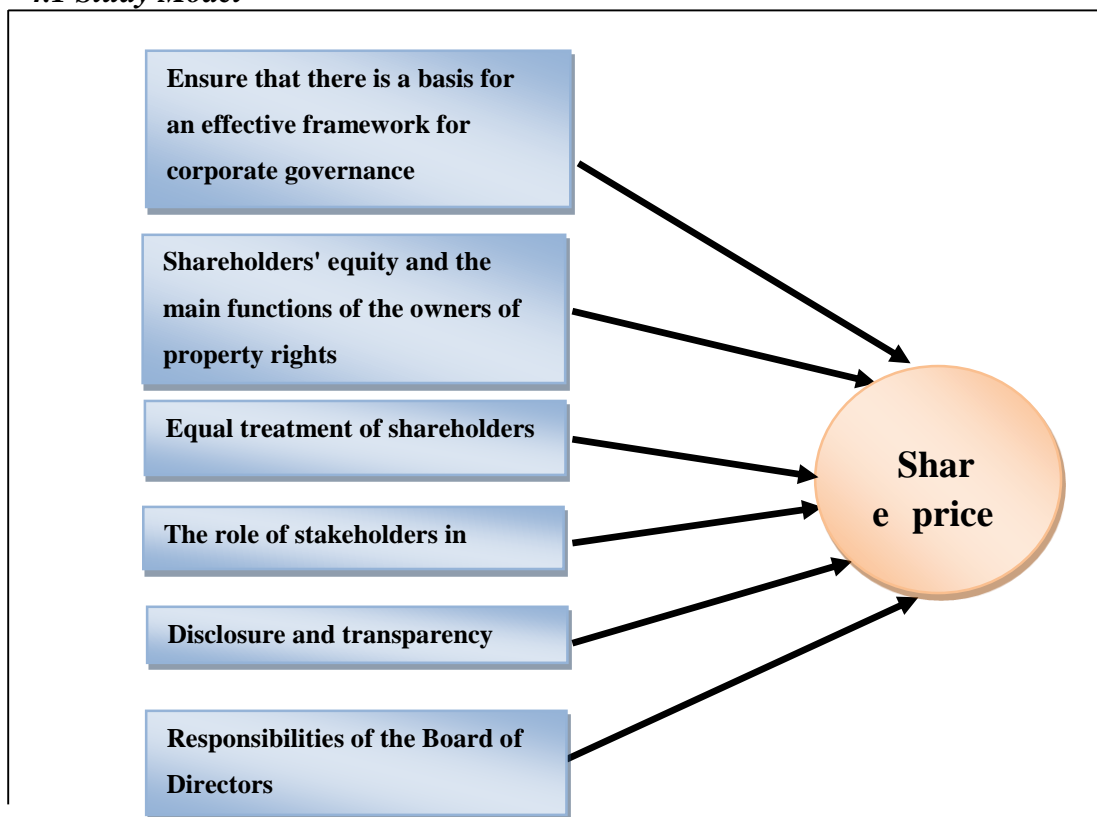 Study Model
Ensure that there is a basis for
an effective framework for
corporate governance
Shareholders' equity and the
main functions of the owners of
property rights
Equal treatment of shareholders
The role of stakeholders in
Disclosure and transparency
Responsibilities of the Board of
Directors
Shar
e price